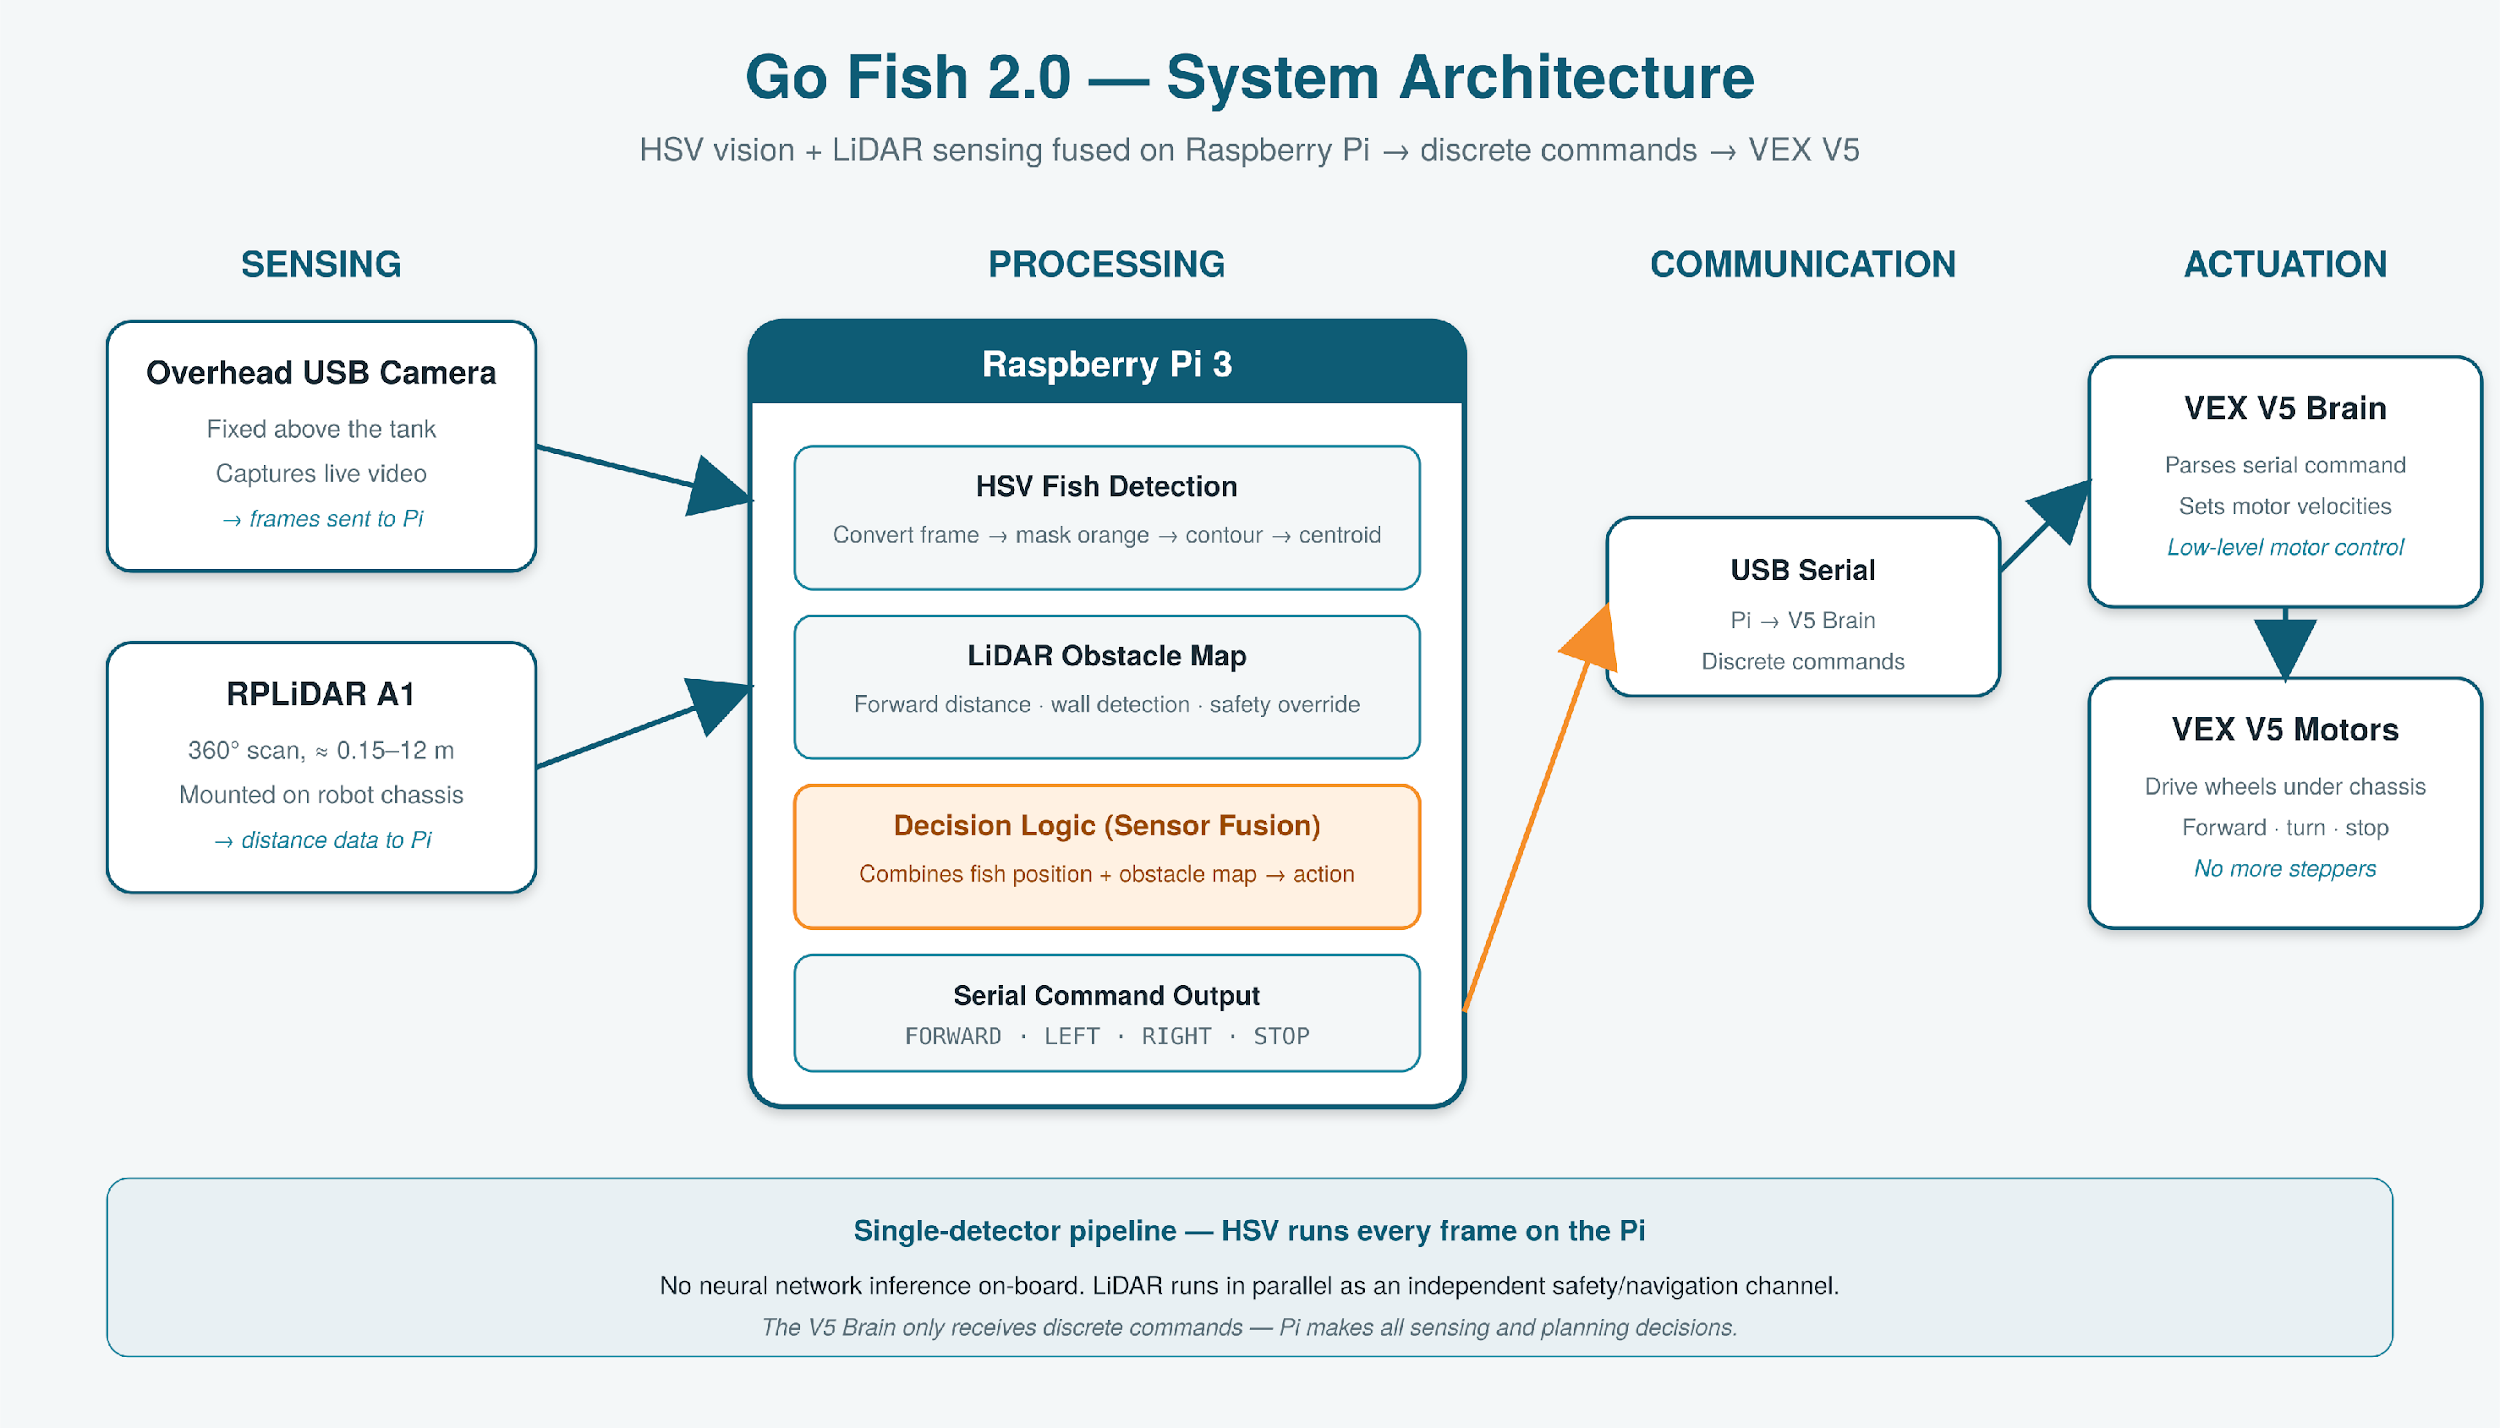 Go Fish 2.0 — System Architecture
HSV vision + LiDAR sensing fused on Raspberry Pi → discrete commands → VEX V5
SENSING
Overhead USB Camera
Fixed above the tank
Captures live video
→ frames sent to Pi
RPLiDAR A1
360° scan, ≈ 0.15–12 m
Mounted on robot chassis
→ distance data to Pi
PROCESSING
Raspberry Pi 3
HSV Fish Detection
Convert frame → mask orange → contour → centroid
LiDAR Obstacle Map
Forward distance · wall detection · safety override
Decision Logic (Sensor Fusion)
Combines fish position + obstacle map → action
Serial Command Output
FORWARD · LEFT · RIGHT · STOP
COMMUNICATION
USB Serial
Pi → V5 Brain
Discrete commands
ACTUATION
VEX V5 Brain
Parses serial command
Sets motor velocities
Low-level motor control
VEX V5 Motors
Drive wheels under chassis
Forward · turn · stop
No more steppers
Single-detector pipeline — HSV runs every frame on the Pi
No neural network inference on-board. LiDAR runs in parallel as an independent safety/navigation channel.
The V5 Brain only receives discrete commands — Pi makes all sensing and planning decisions.